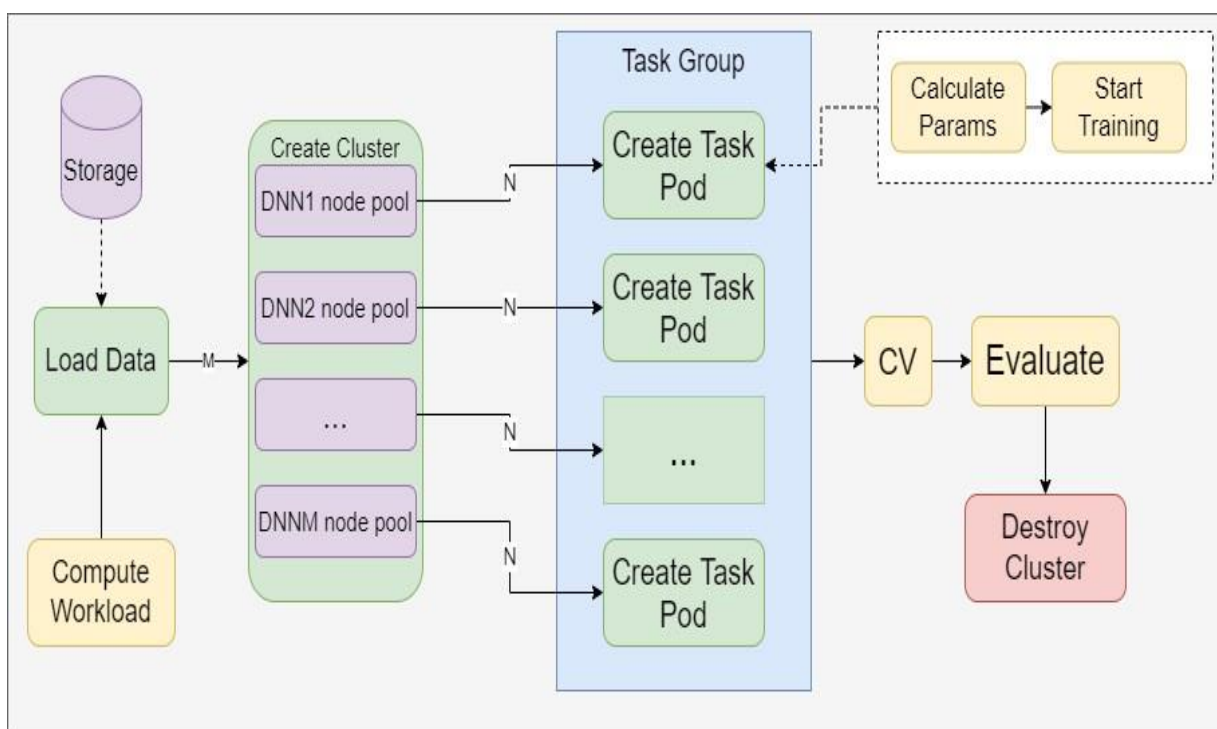 Storage
Load Data
Compute
Workload
M
Create Cluster
DNN1 node pool
DNN2 node pool
...
DNNM node pool
N
N
N
N
Task Group
Create Task
Pod
Create Task
Pod
...
Create Task
Pod
Calculate
Params
Start
Training
CV
Evaluate
Destroy
Cluster